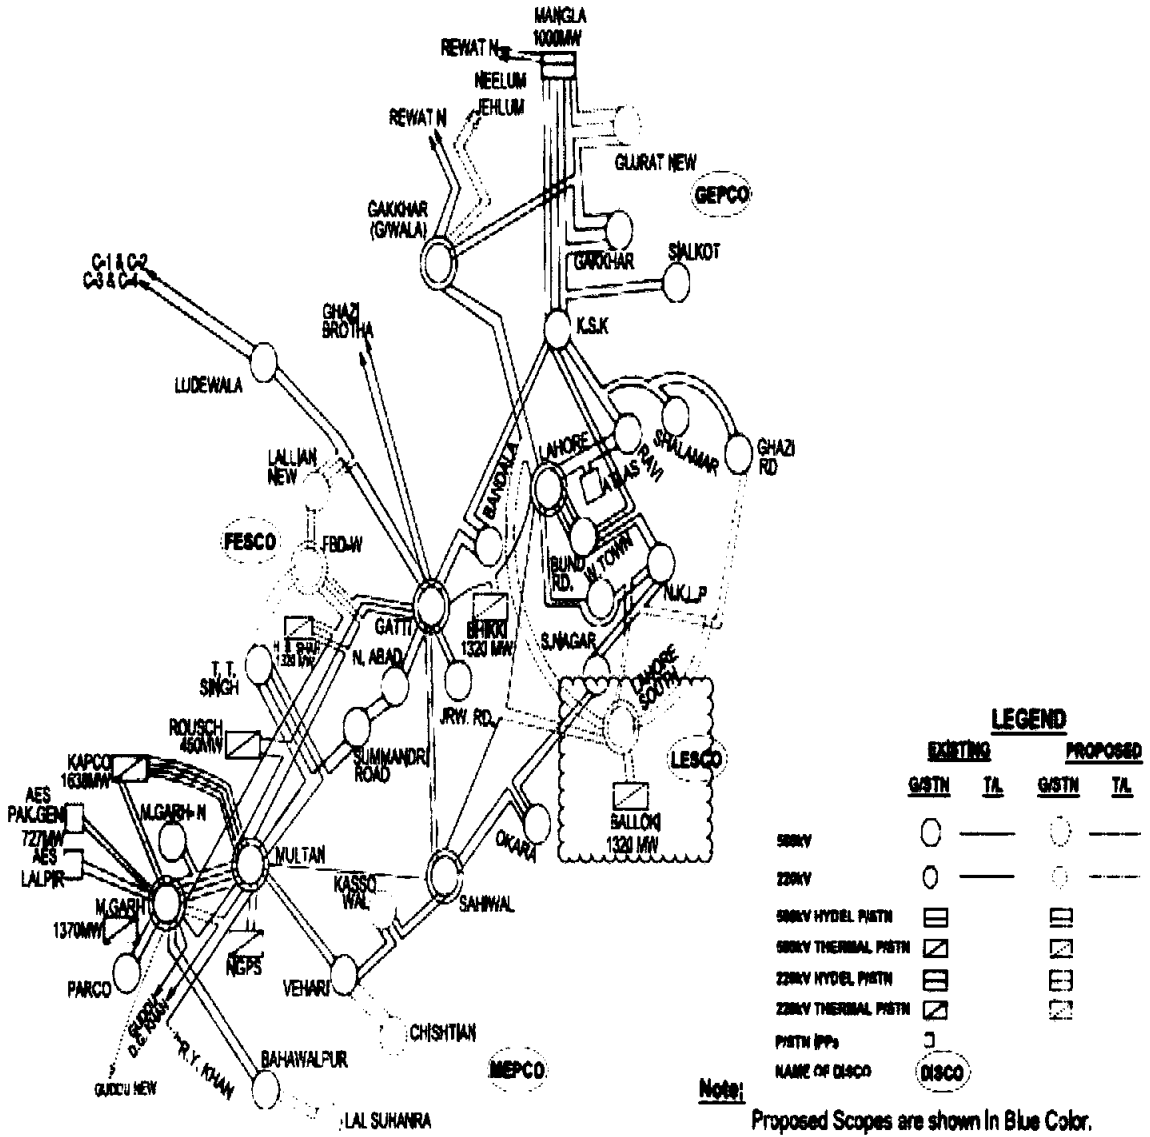 MANGLA
1000MW
REWAT N
NEELUM
JEHLUM
REWAT N
GUJRAT NEW
GEPCO
GAKKHAR
(G/WALA)
GAKKHAR
SIALKOT
C-1 & C-2
C-3 & C-4
GHAZI
BROTHA
K.S.K
LUDEWALA
LAHORE
RAVI
SHALAMAR
GHAZI
RD
LALLIAN
NEW
BANDALA
ATLAS
FESCO
FBD-W
BUND
RD.
W.TOWN
N.K.L.P
GATTI
BHIKKI
1320 MW
S.NAGAR
N. ABAD
T. T.
SINGH
JRW. RD.
LAHORE
SOUTH
ROUSCH
450MW
SUMMANDRI
ROAD
LESCO
KAPCO
1638MW
AES
PAK.GEN
727MW
M.GARH- N
AES
LALPIR
MULTAN
OKARA
BALLOKI
1320 MW
KASSO
WAL
SAHIWAL
M.GARH
1370MW
NGPS
PARCO
VEHARI
GUDDU
D.G. KHAN
R.Y. KHAN
CHISHTIAN
GUDDU NEW
BAHAWALPUR
MEPCO
LAL SUHANRA
LEGEND
EXISTING PROPOSED
G/STN T/L G/STN T/L
500kV
220kV
500kV HYDEL P/STN
500kV THERMAL P/STN
220kV HYDEL P/STN
220kV THERMAL P/STN
P/STN IPPs
NAME OF DISCO DISCO
Note:
Proposed Scopes are shown In Blue Color.